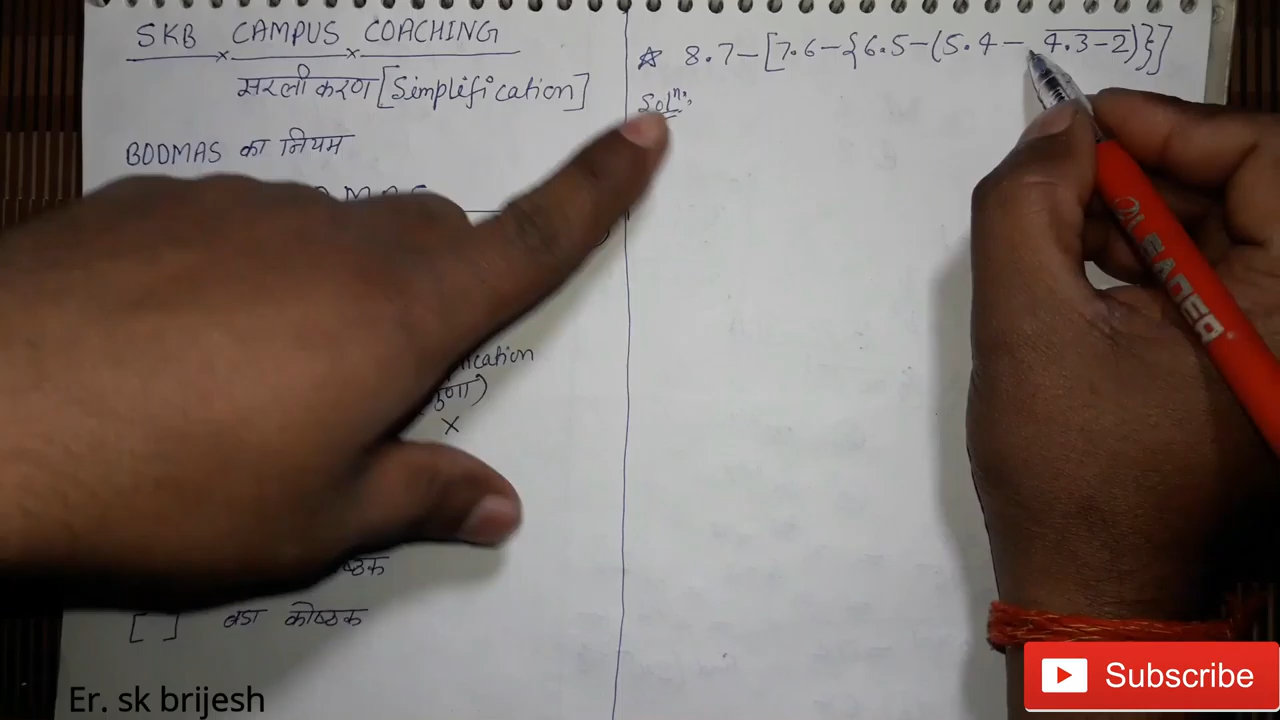 SKB CAMPUS COACHING
सरलीकरण [Simplification]
BODMAS का नियम
[ ] बडा कोष्ठक
Er. sk brijesh
☆ 8.7-[7.6-{6.5-(5.4- 4.3-2)}]
Solⁿ.
×
LEADER
Subscribe